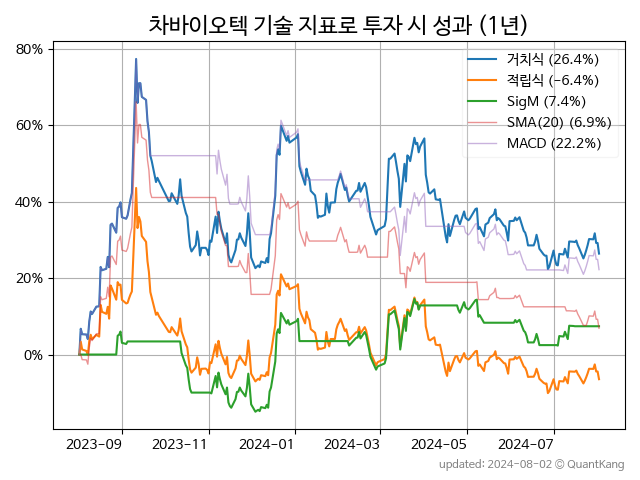 차바이오텍 기술 지표로 투자 시 성과 (1년)
80%
60%
40%
20%
0%
거치식 (26.4%)
적립식 (-6.4%)
SigM (7.4%)
SMA(20) (6.9%)
MACD (22.2%)
2023-09
2023-11
2024-01
2024-03
2024-05
2024-07
updated: 2024-08-02 © QuantKang